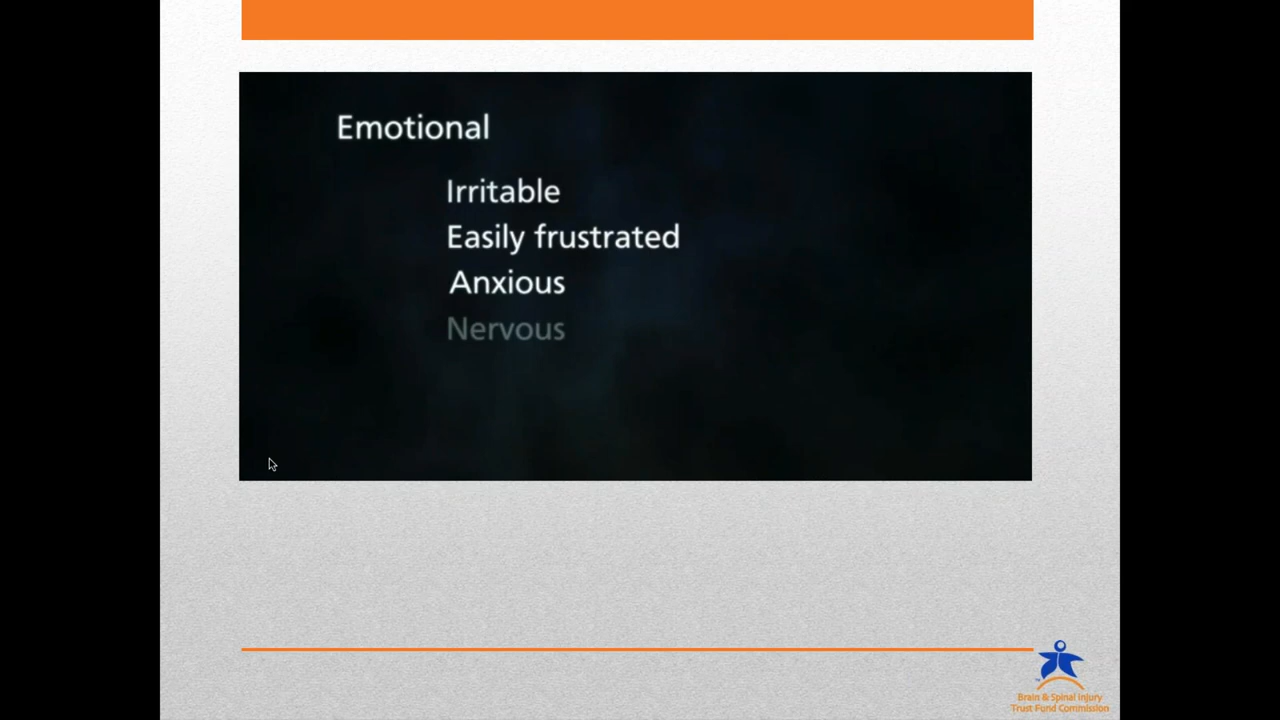 Emotional
Irritable
Easily frustrated
Anxious
Nervous
Brain & Spinal Injury
Trust Fund Commission